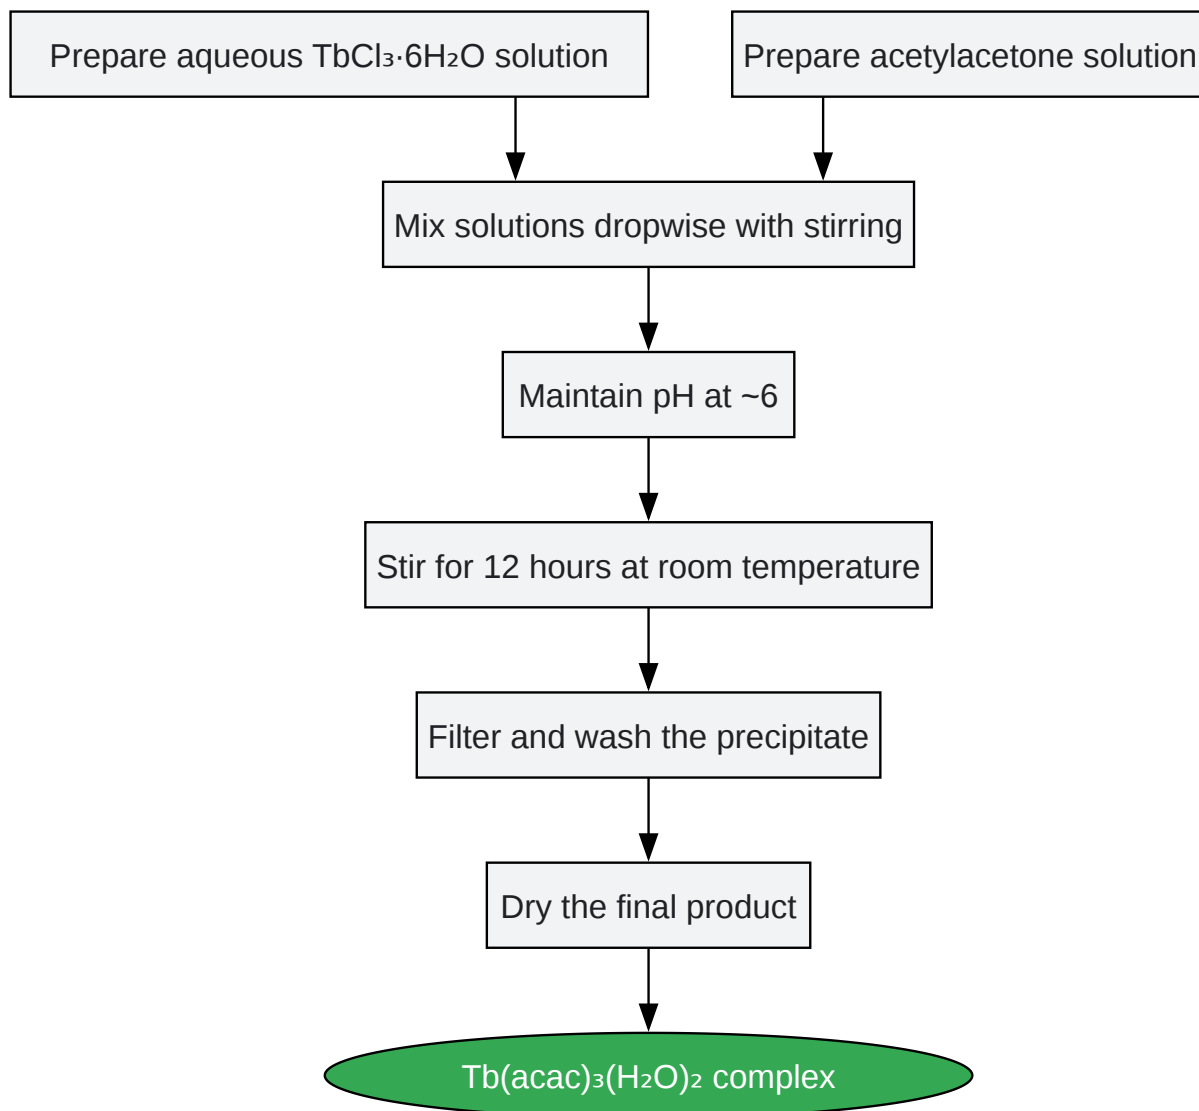 Prepare aqueous TbCl₃·6H₂O solution
Prepare acetylacetone solution
Mix solutions dropwise with stirring
Maintain pH at ~6
Stir for 12 hours at room temperature
Filter and wash the precipitate
Dry the final product
Tb(acac)₃(H₂O)₂ complex